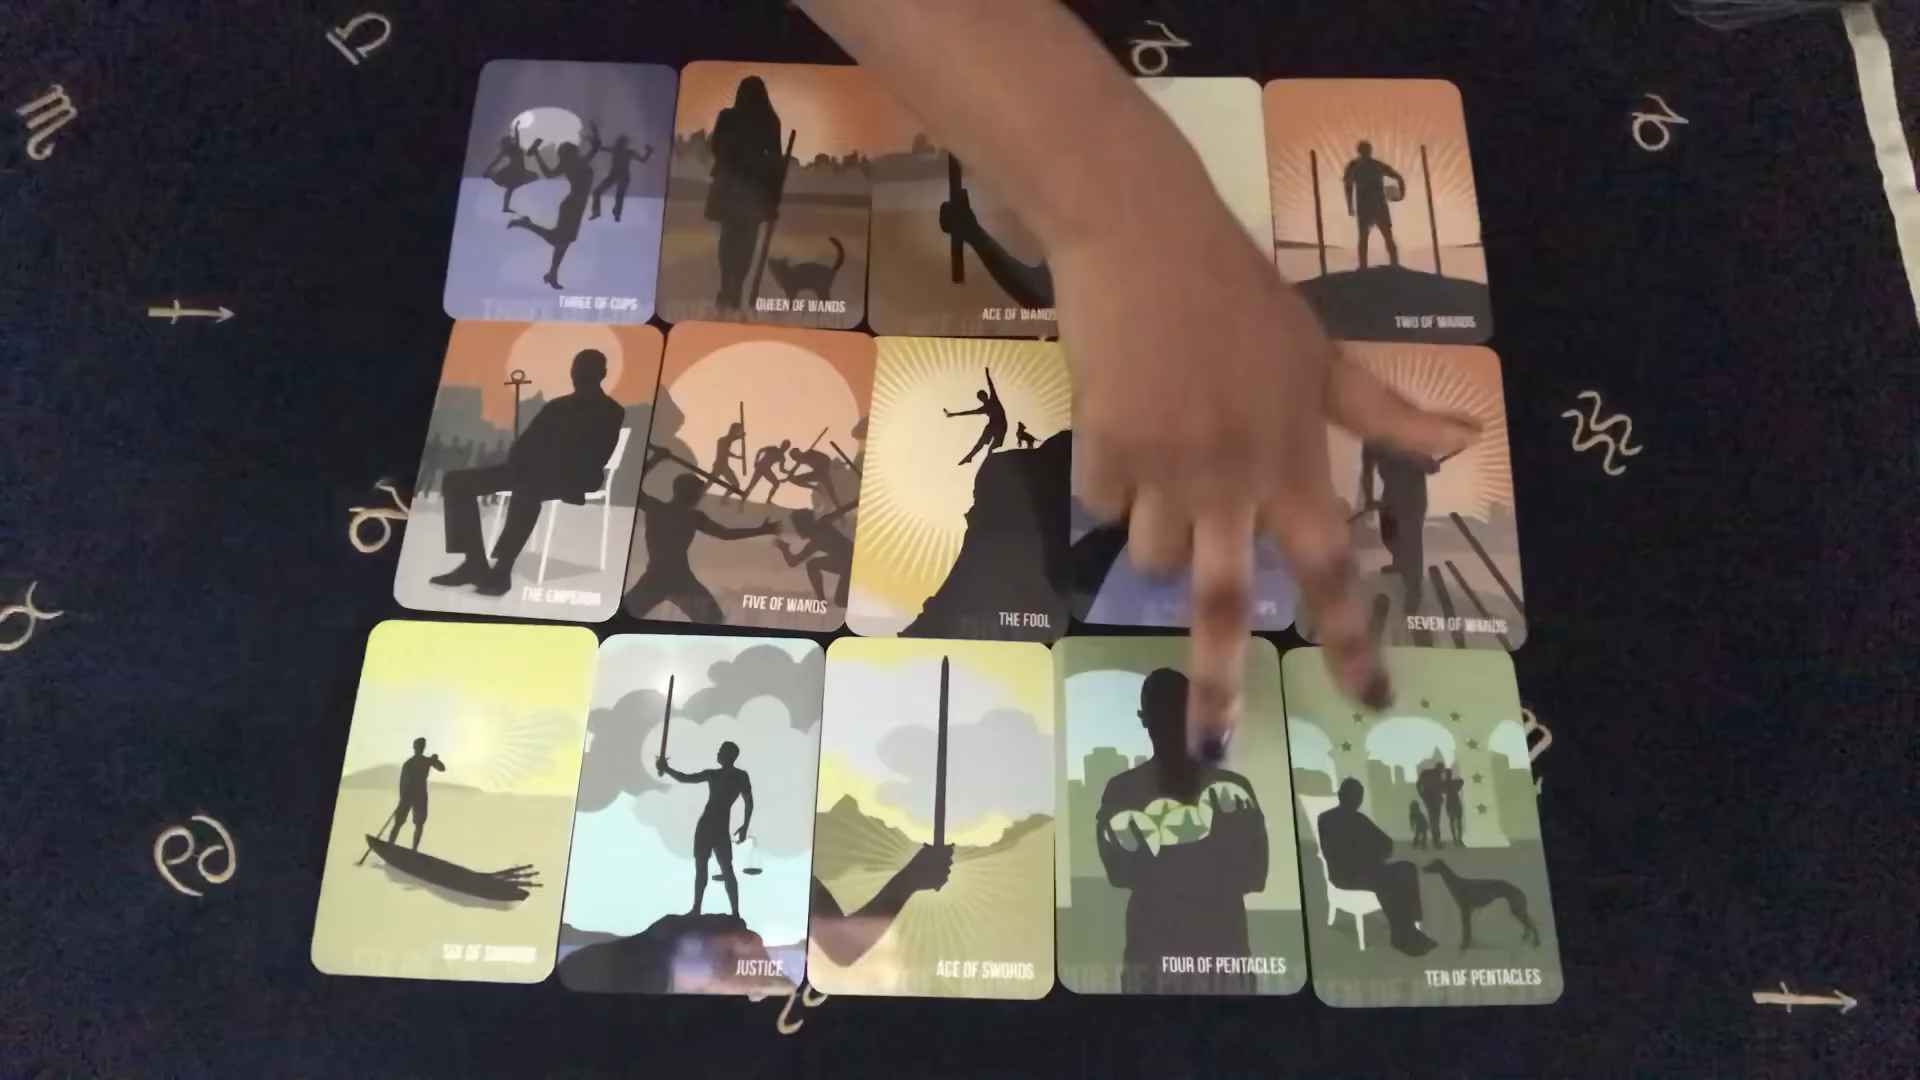 THREE OF CUPS
QUEEN OF WANDS
ACE OF WANDS
TWO OF WANDS
THE EMPEROR
FIVE OF WANDS
THE FOOL
SEVEN OF WANDS
SIX OF SWORDS
JUSTICE
ACE OF SWORDS
FOUR OF PENTACLES
TEN OF PENTACLES